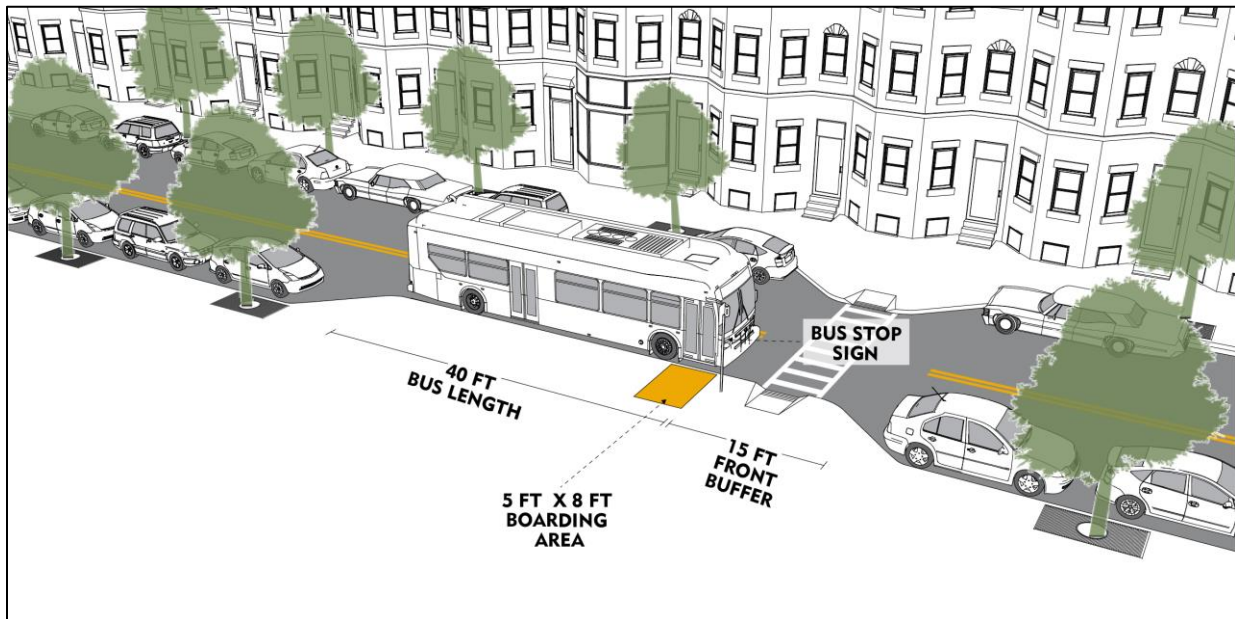 BUS STOP
SIGN
40 FT
BUS LENGTH
15 FT
FRONT
BUFFER
5 FT X 8 FT
BOARDING
AREA